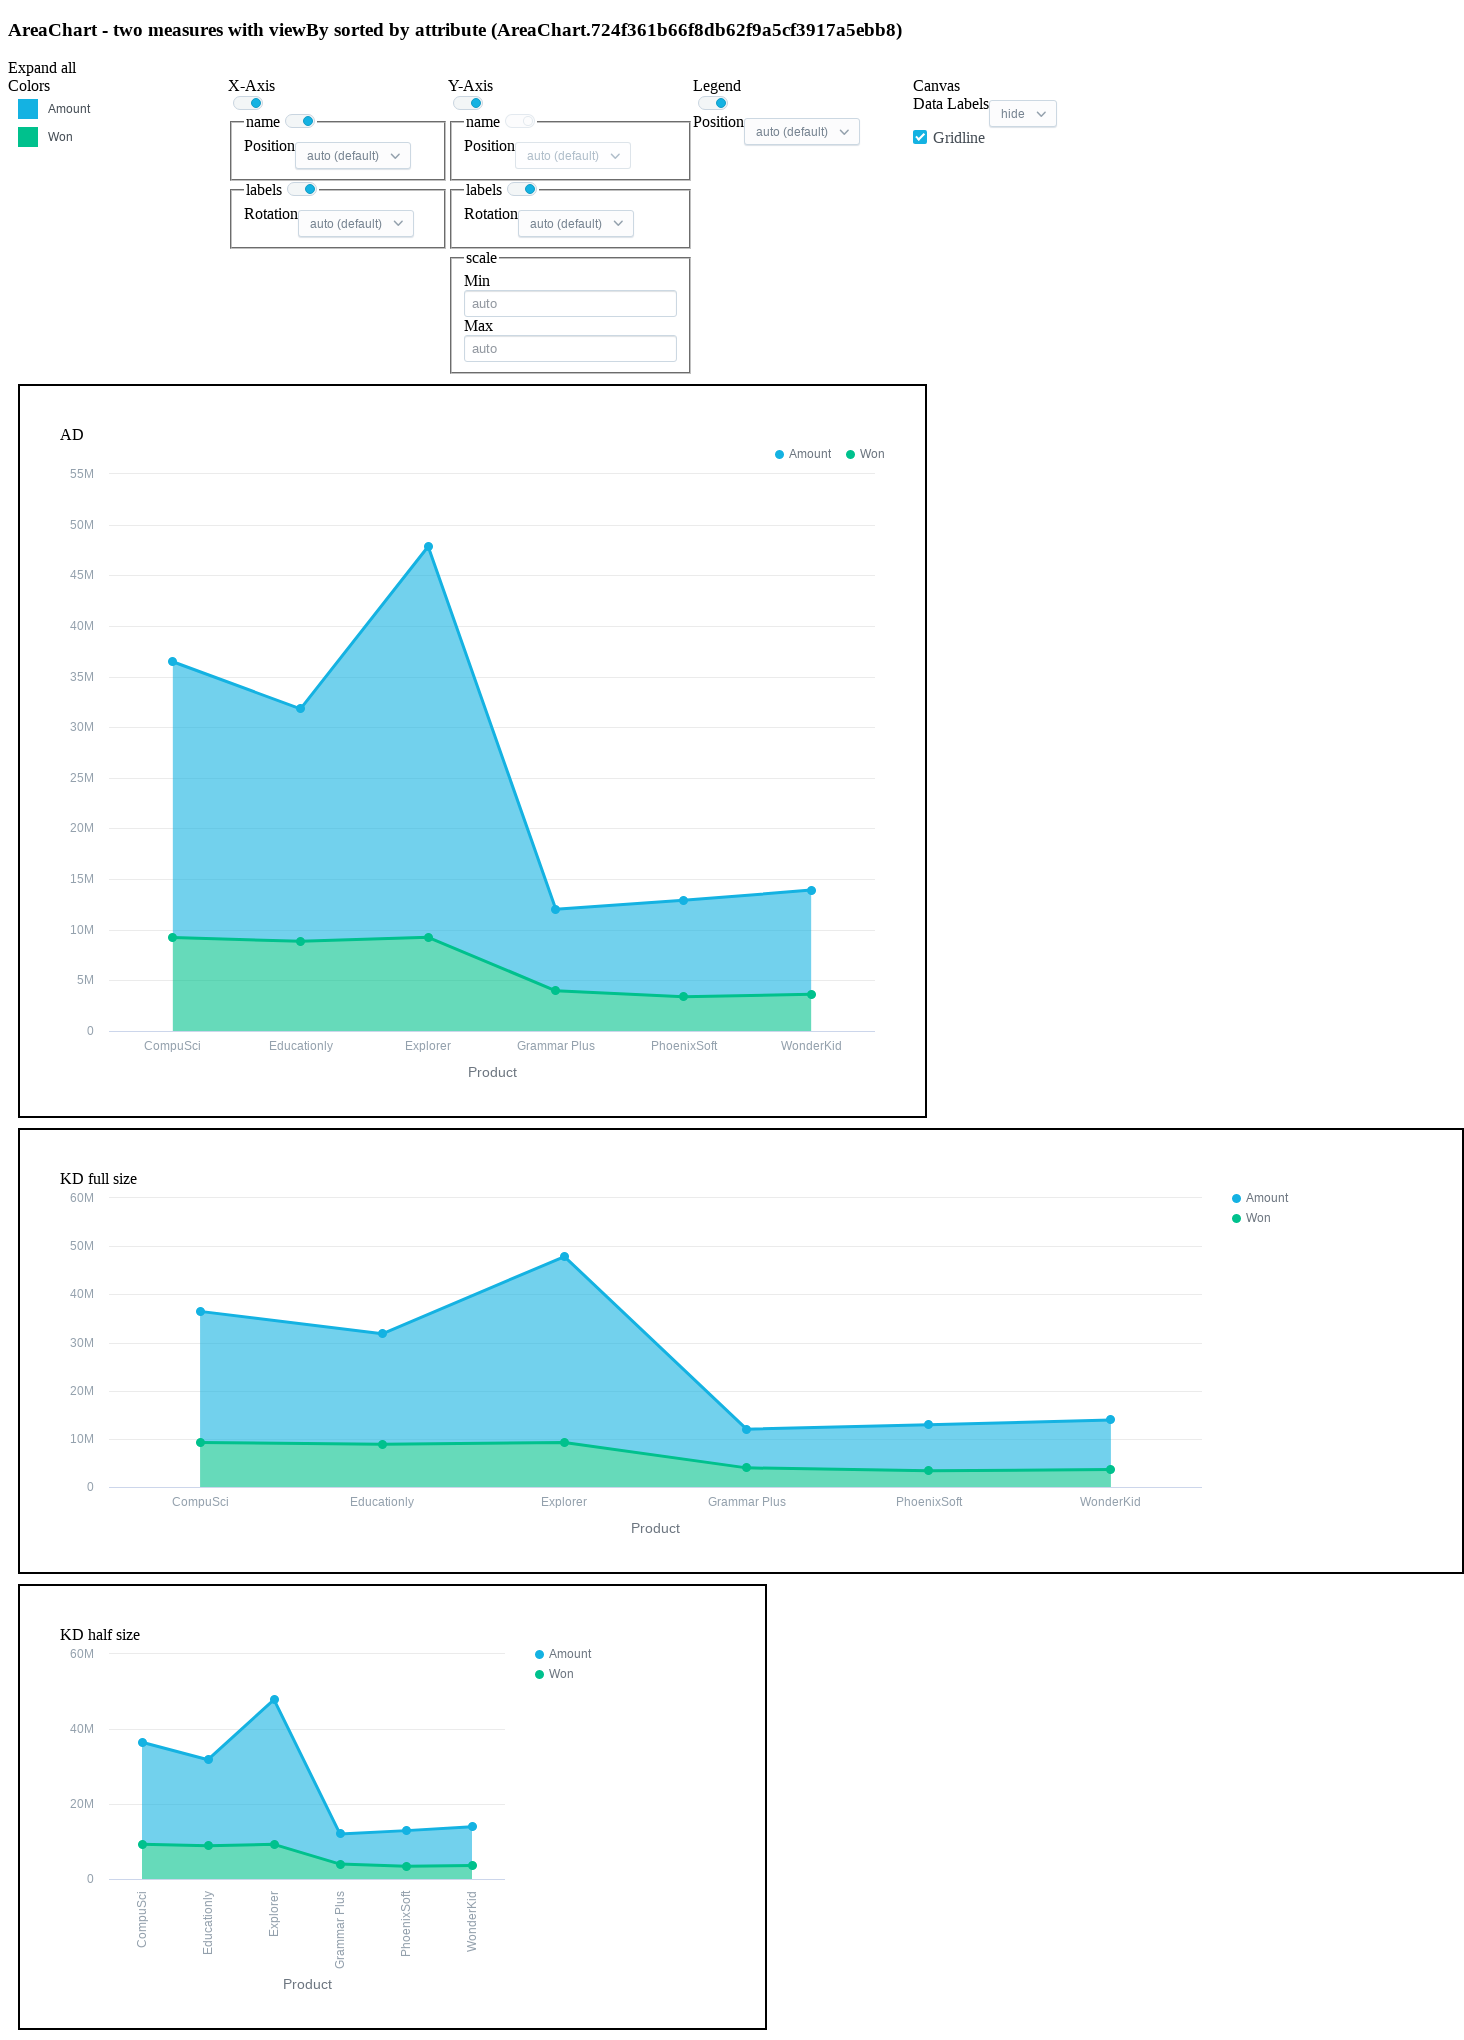 AreaChart - two measures with viewBy sorted by attribute (AreaChart.724f361b66f8db62f9a5cf3917a5ebb8)
Expand all
Colors
Amount
Won
X-Axis
name
Position auto (default)
labels
Rotation auto (default)
Y-Axis
name
Position auto (default)
labels
Rotation auto (default)
scale
Min
auto
Max
auto
Legend
Position auto (default)
Canvas
Data Labels hide
Gridline
AD
Amount Won
55M
50M
45M
40M
35M
30M
25M
20M
15M
10M
5M
0
CompuSci Educationly Explorer Grammar Plus PhoenixSoft WonderKid
Product
KD full size
Amount
Won
60M
50M
40M
30M
20M
10M
0
CompuSci Educationly Explorer Grammar Plus PhoenixSoft WonderKid
Product
KD half size
Amount
Won
60M
40M
20M
0
CompuSci
Educationly
Explorer
Grammar Plus
PhoenixSoft
WonderKid
Product